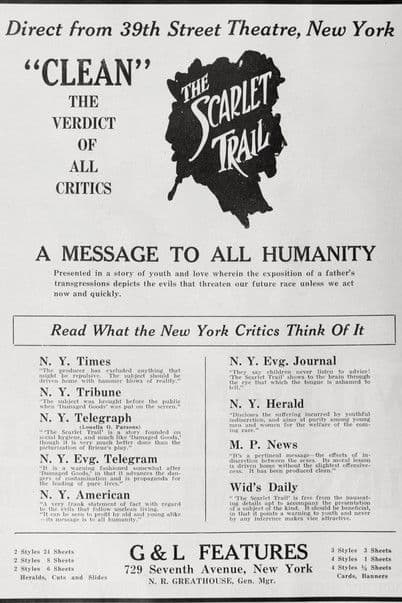 Direct from 39th Street Theatre, New York
"CLEAN"
THE
VERDICT
OF
ALL
CRITICS
THE
SCARLET
TRAIL
A MESSAGE TO ALL HUMANITY
Presented in a story of youth and love wherein the exposition of a father's
transgressions depicts the evils that threaten our future race unless we
act now and quickly.
Read What the New York Critics Think Of It
N. Y. Times
"The producer has excluded anything that
might be repulsive. The subject should be
driven home with hammer blows of reality."
N. Y. Tribune
"The subject was brought before the public
when 'Damaged Goods' was put on the screen."
N. Y. Telegraph
(Louella O. Parsons)
"'The Scarlet Trail' is a story founded on
social hygiene, and much like 'Damaged Goods,'
though it is very much better done than the
picturization of Brieux's play."
N. Y. Evg. Telegram
"It is a warning fashioned somewhat after
'Damaged Goods,' in that it advances the dan-
gers of contamination and is propaganda for
the leading of pure lives."
N. Y. American
"A very frank statement of fact with regard
to the evils that follow unclean living.
"It can be seen to profit by old and young alike
—its message is to all humanity."
N. Y. Evg. Journal
"They say children never listen to advice!
'The Scarlet Trail' shows to the brain through
the eye that which the tongue is ashamed to
tell."
N. Y. Herald
"Discloses the suffering incurred by youthful
indiscretion, and aims at purity among young
men and women for the welfare of the com-
ing race."
M. P. News
"It's a pertinent message—the effects of in-
discretion between the sexes. Its moral lesson
is driven home without the slightest offensive-
ness. It has been produced clean."
Wid's Daily
"'The Scarlet Trail' is free from the nauseat-
ing details apt to accompany the presentation
of a subject of the kind. It should be beneficial,
in that it points a warning to youth and never
by any inference makes vice attractive.
2 Styles 24 Sheets
2 Styles 8 Sheets
2 Styles 6 Sheets
Heralds, Cuts and Slides
G & L FEATURES
729 Seventh Avenue, New York
N. R. GREATHOUSE, Gen. Mgr.
3 Styles 3 Sheets
4 Styles 1 Sheets
4 Styles ½ Sheets
Cards, Banners